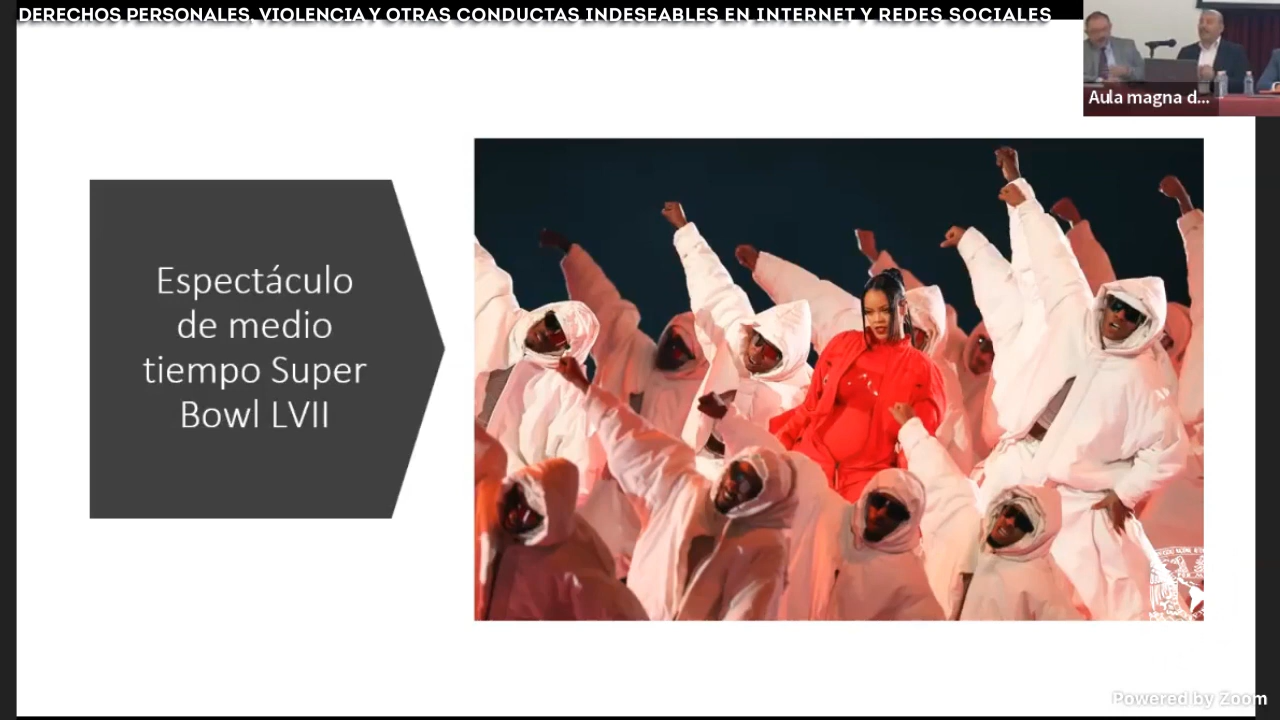 DERECHOS PERSONALES, VIOLENCIA Y OTRAS CONDUCTAS INDESEABLES EN INTERNET Y REDES SOCIALES
Aula magna d...
Espectáculo
de medio
tiempo Super
Bowl LVII
Powered by Zoom